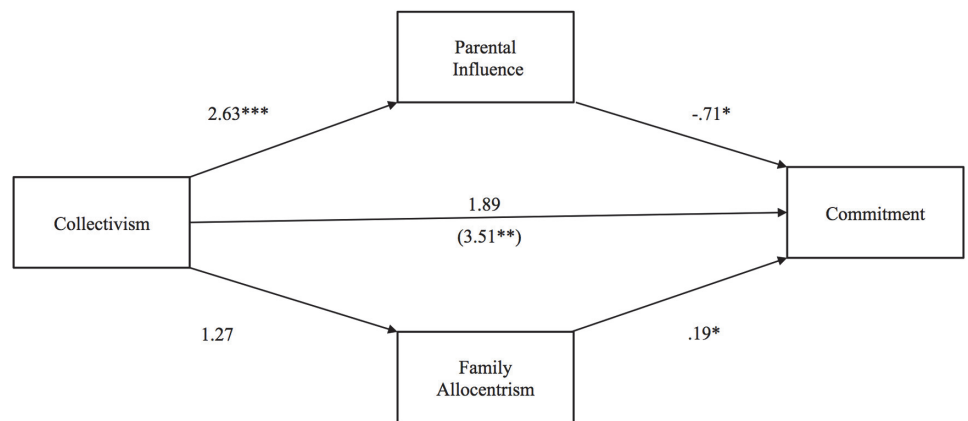 Parental
Influence
2.63***
-.71*
Collectivism
1.89
(3.51**)
Commitment
1.27
.19*
Family
Allocentrism